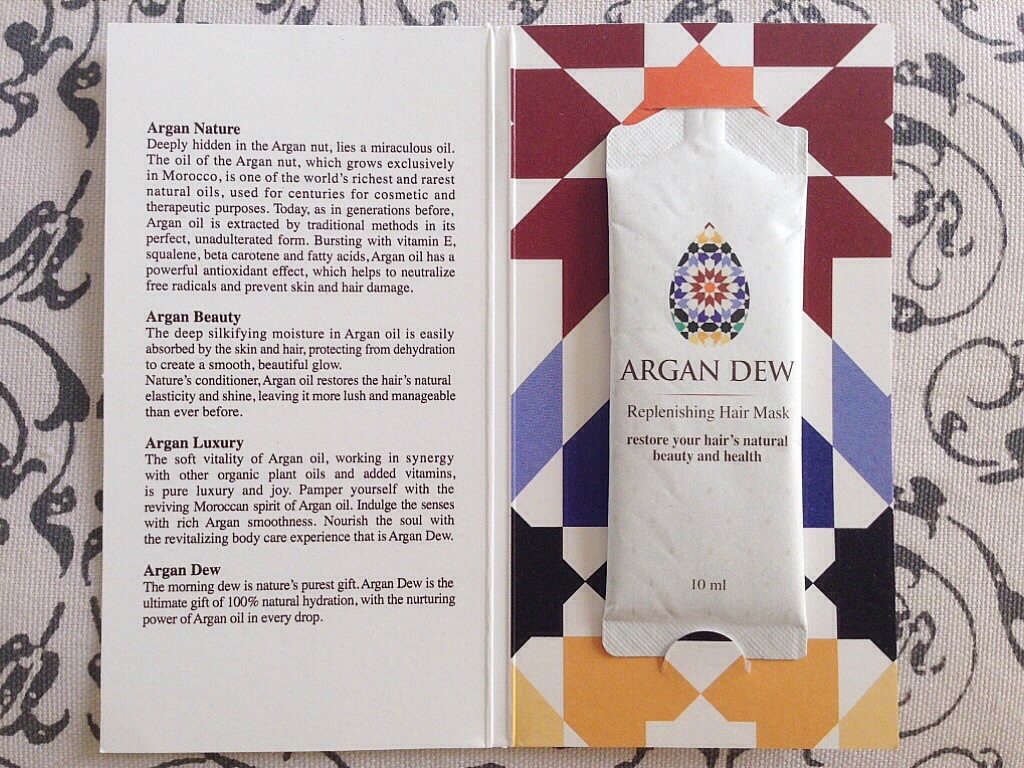 Argan Nature
Deeply hidden in the Argan nut, lies a miraculous oil.
The oil of the Argan nut, which grows exclusively
in Morocco, is one of the world's richest and rarest
natural oils, used for centuries for cosmetic and
therapeutic purposes. Today, as in generations before,
Argan oil is extracted by traditional methods in its
perfect, unadulterated form. Bursting with vitamin E,
squalene, beta carotene and fatty acids, Argan oil has a
powerful antioxidant effect, which helps to neutralize
free radicals and prevent skin and hair damage.
Argan Beauty
The deep silkifying moisture in Argan oil is easily
absorbed by the skin and hair, protecting from dehydration
to create a smooth, beautiful glow.
Nature's conditioner, Argan oil restores the hair's natural
elasticity and shine, leaving it more lush and manageable
than ever before.
Argan Luxury
The soft vitality of Argan oil, working in synergy
with other organic plant oils and added vitamins,
is pure luxury and joy. Pamper yourself with the
reviving Moroccan spirit of Argan oil. Indulge the senses
with rich Argan smoothness. Nourish the soul with
the revitalizing body care experience that is Argan Dew.
Argan Dew
The morning dew is nature's purest gift. Argan Dew is the
ultimate gift of 100% natural hydration, with the nurturing
power of Argan oil in every drop.
ARGAN DEW
Replenishing Hair Mask
restore your hair's natural
beauty and health
10 ml